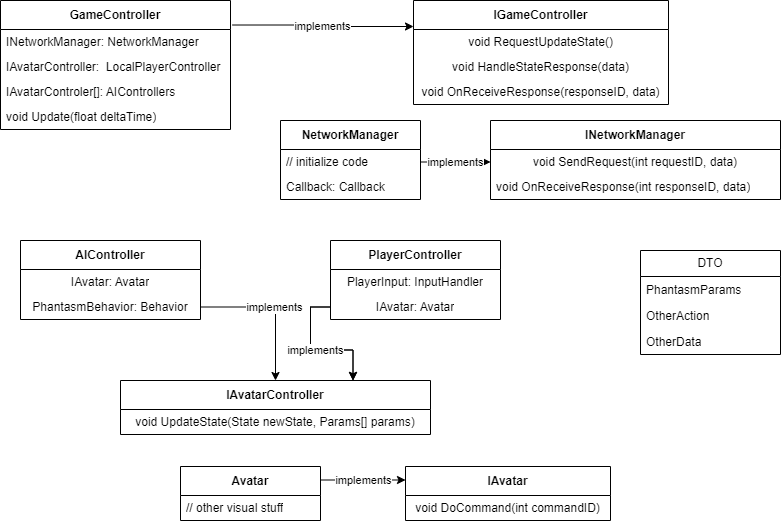 GameController
INetworkManager: NetworkManager
IAvatarController:  LocalPlayerController
IAvatarControler[]: AIControllers
void Update(float deltaTime)
implements
IGameController
void RequestUpdateState()
void HandleStateResponse(data)
void OnReceiveResponse(responseID, data)
NetworkManager
// initialize code
Callback: Callback
implements
INetworkManager
void SendRequest(int requestID, data)
void OnReceiveResponse(int responseID, data)
AIController
IAvatar: Avatar
PhantasmBehavior: Behavior
implements
PlayerController
PlayerInput: InputHandler
IAvatar: Avatar
implements
DTO
PhantasmParams
OtherAction
OtherData
IAvatarController
void UpdateState(State newState, Params[] params)
Avatar
// other visual stuff
implements
IAvatar
void DoCommand(int commandID)